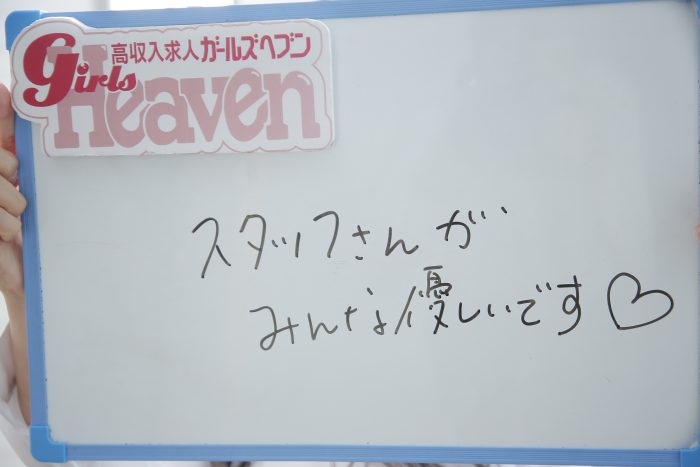 高収入求人ガールズヘブン
Girls
Heaven
スタッフさんが
みんな優しいです♡